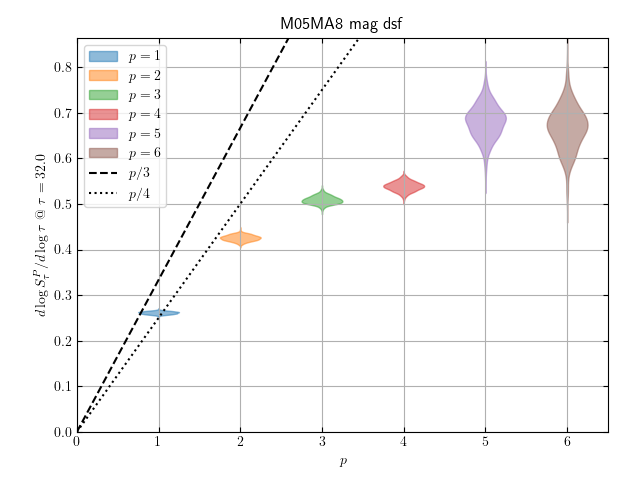 M05MA8 mag dsf
d log S_τ^P / d log τ @ τ = 32.0
0.8
0.7
0.6
0.5
0.4
0.3
0.2
0.1
0.0
p = 1
p = 2
p = 3
p = 4
p = 5
p = 6
p/3
p/4
0 1 2 3 4 5 6
p